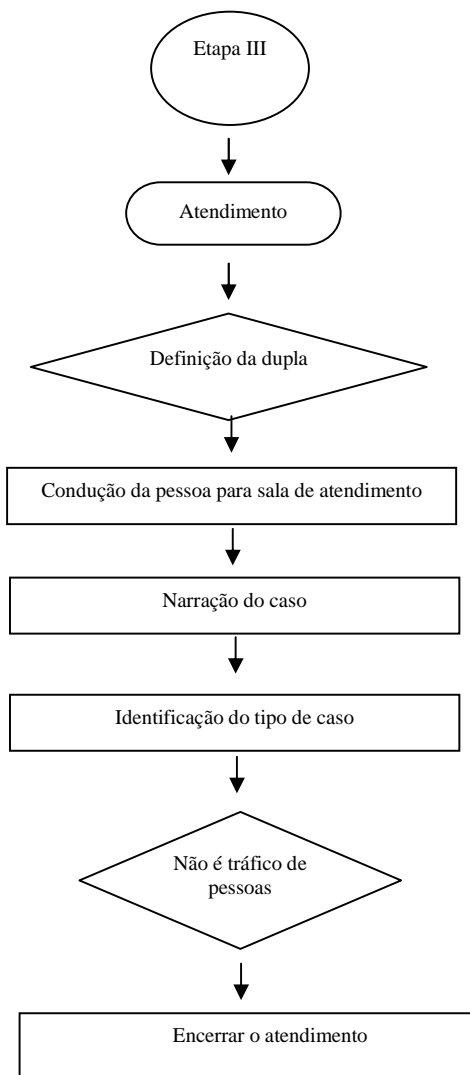 Etapa III
Atendimento
Definição da dupla
Condução da pessoa para sala de atendimento
Narração do caso
Identificação do tipo de caso
Não é tráfico de
pessoas
Encerrar o atendimento